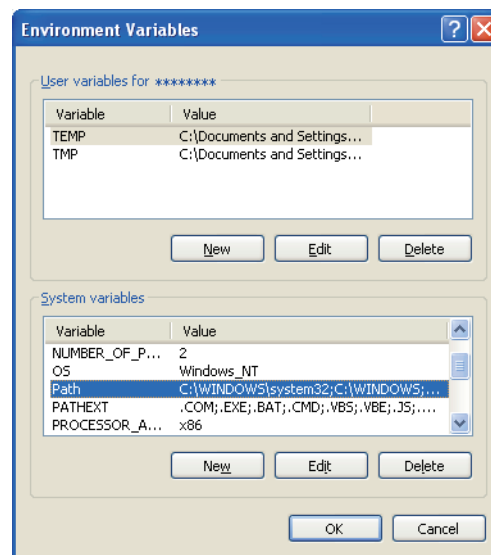 Environment Variables
User variables for ********
Variable Value
TEMP C:\Documents and Settings...
TMP C:\Documents and Settings...
New Edit Delete
System variables
Variable Value
NUMBER_OF_P... 2
OS Windows_NT
Path C:\WINDOWS\system32;C:\WINDOWS;...
PATHEXT .COM;.EXE;.BAT;.CMD;.VBS;.VBE;.JS;....
PROCESSOR_A... x86
New Edit Delete
OK Cancel